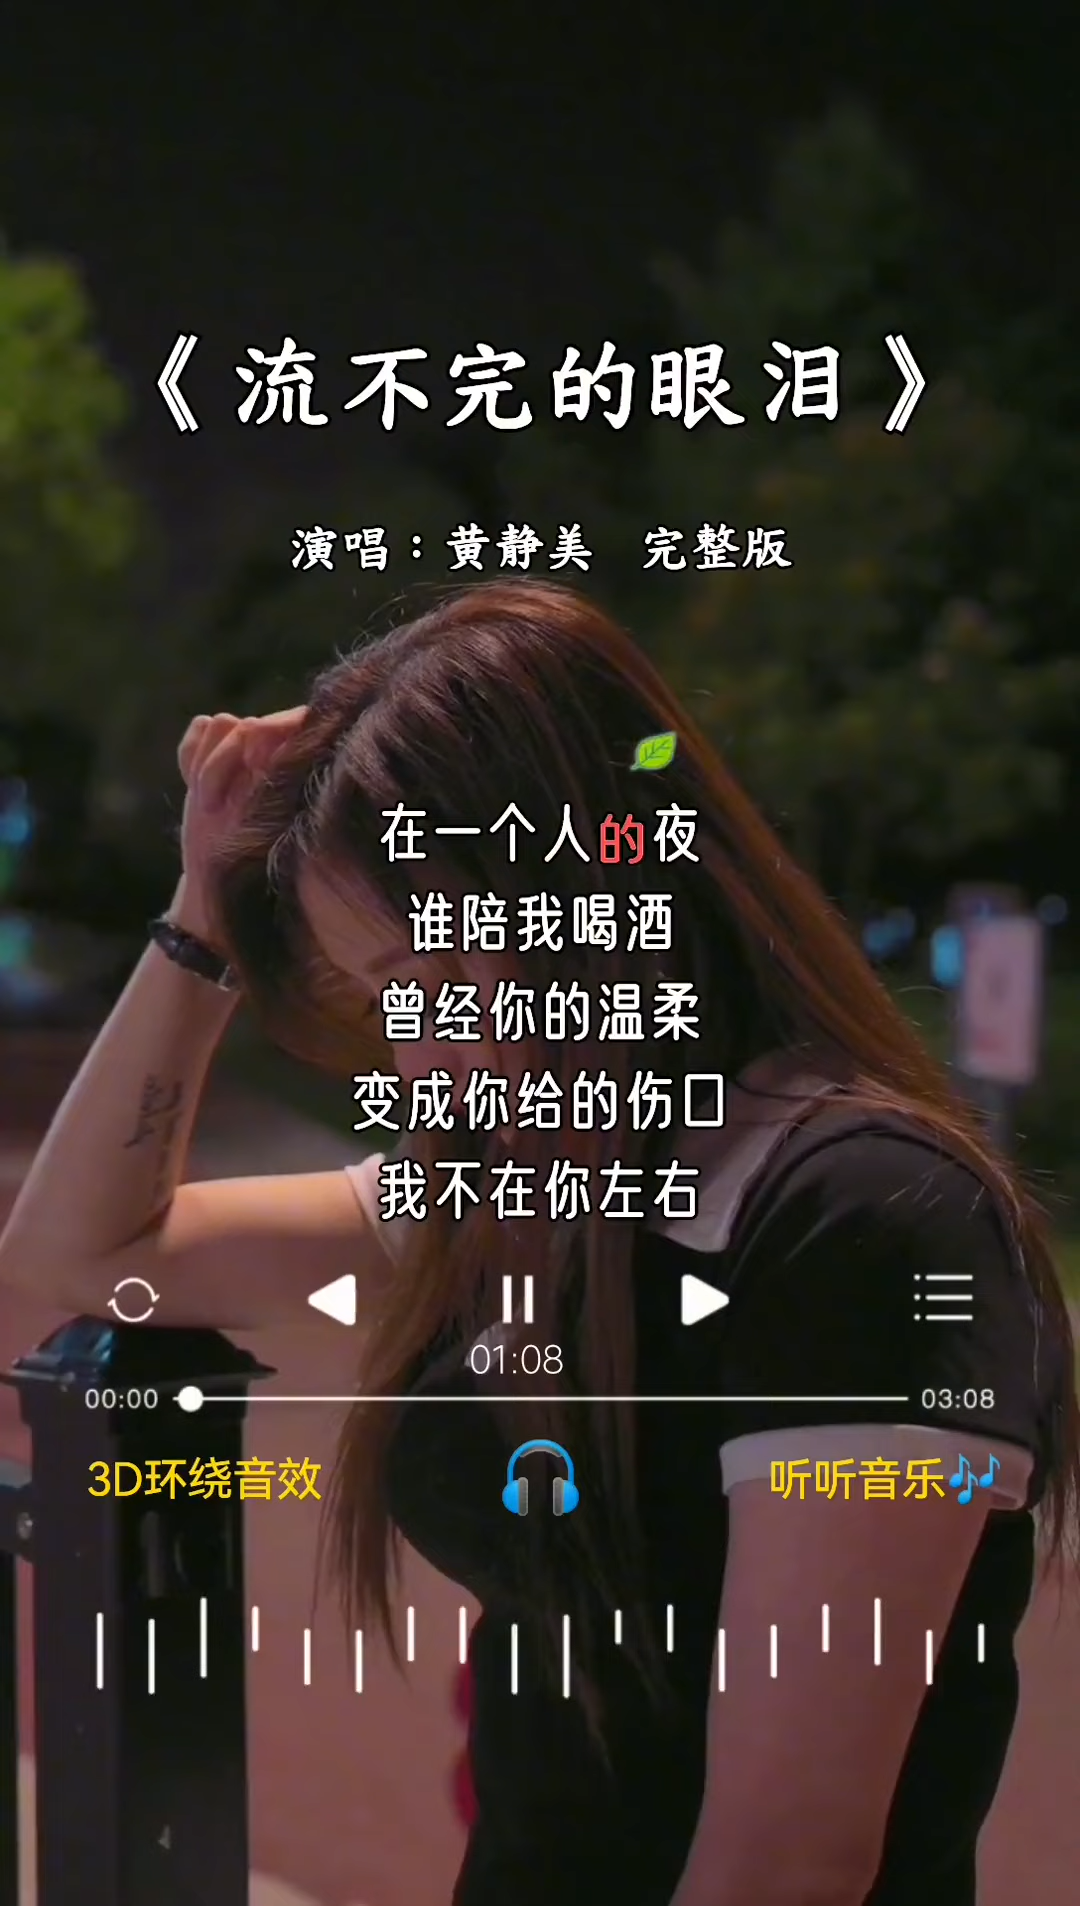 《流不完的眼泪》
演唱：黄静美 完整版
在一个人的夜
谁陪我喝酒
曾经你的温柔
变成你给的伤口
我不在你左右
01:08
00:00 03:08
3D环绕音效 听听音乐